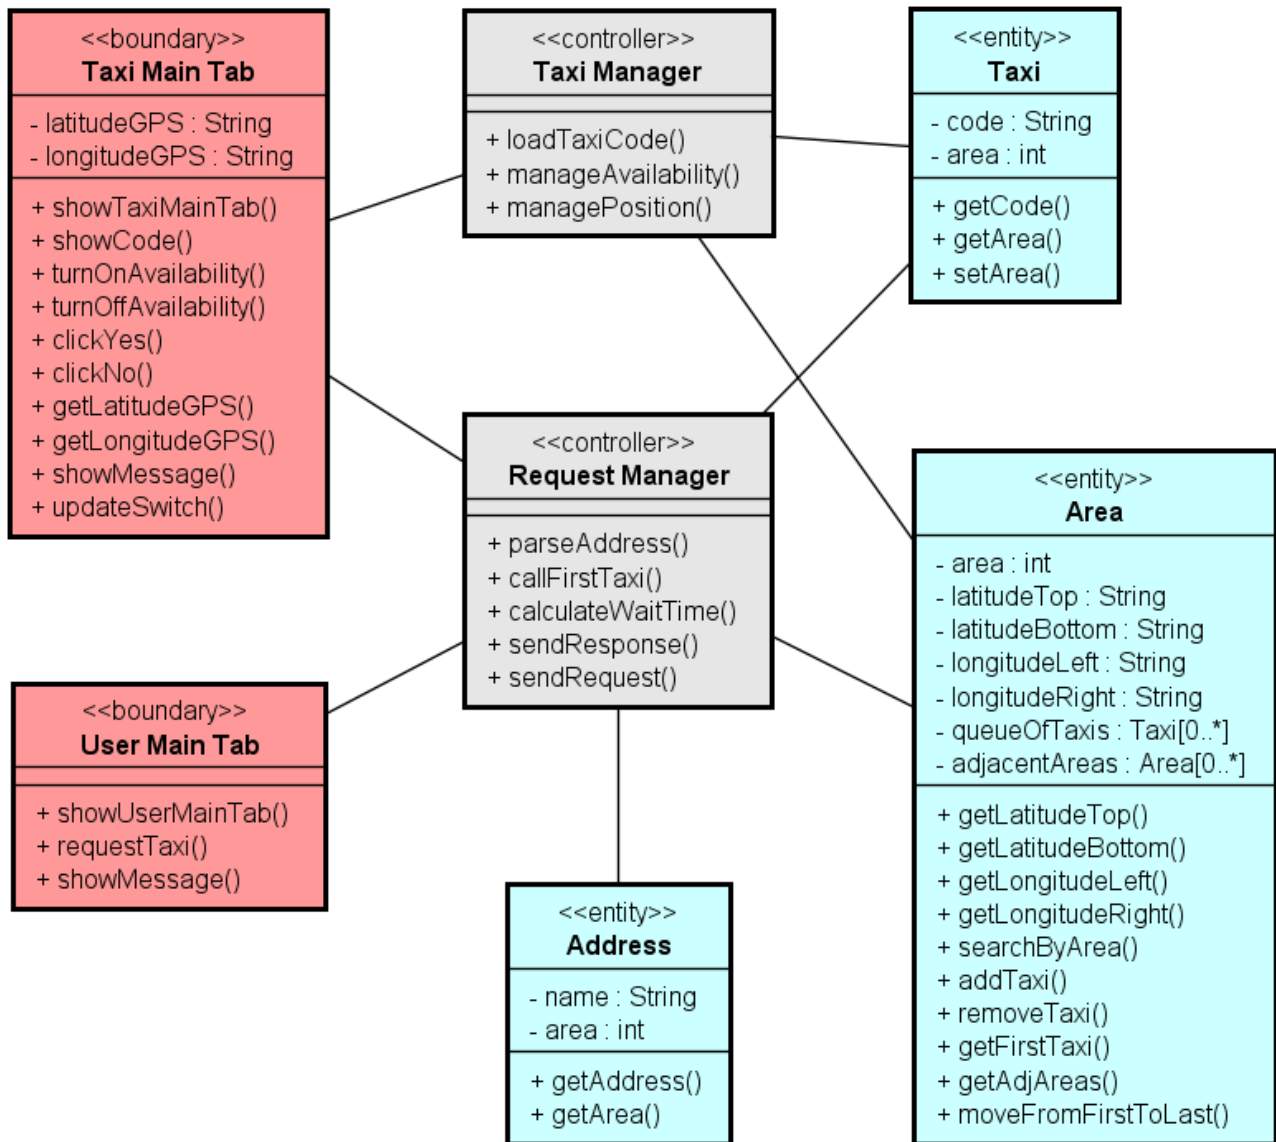 <<boundary>>
Taxi Main Tab
- latitudeGPS : String
- longitudeGPS : String
+ showTaxiMainTab()
+ showCode()
+ turnOnAvailability()
+ turnOffAvailability()
+ clickYes()
+ clickNo()
+ getLatitudeGPS()
+ getLongitudeGPS()
+ showMessage()
+ updateSwitch()
<<controller>>
Taxi Manager
+ loadTaxiCode()
+ manageAvailability()
+ managePosition()
<<entity>>
Taxi
- code : String
- area : int
+ getCode()
+ getArea()
+ setArea()
<<controller>>
Request Manager
+ parseAddress()
+ callFirstTaxi()
+ calculateWaitTime()
+ sendResponse()
+ sendRequest()
<<entity>>
Area
- area : int
- latitudeTop : String
- latitudeBottom : String
- longitudeLeft : String
- longitudeRight : String
- queueOfTaxis : Taxi[0..*]
- adjacentAreas : Area[0..*]
+ getLatitudeTop()
+ getLatitudeBottom()
+ getLongitudeLeft()
+ getLongitudeRight()
+ searchByArea()
+ addTaxi()
+ removeTaxi()
+ getFirstTaxi()
+ getAdjAreas()
+ moveFromFirstToLast()
<<boundary>>
User Main Tab
+ showUserMainTab()
+ requestTaxi()
+ showMessage()
<<entity>>
Address
- name : String
- area : int
+ getAddress()
+ getArea()